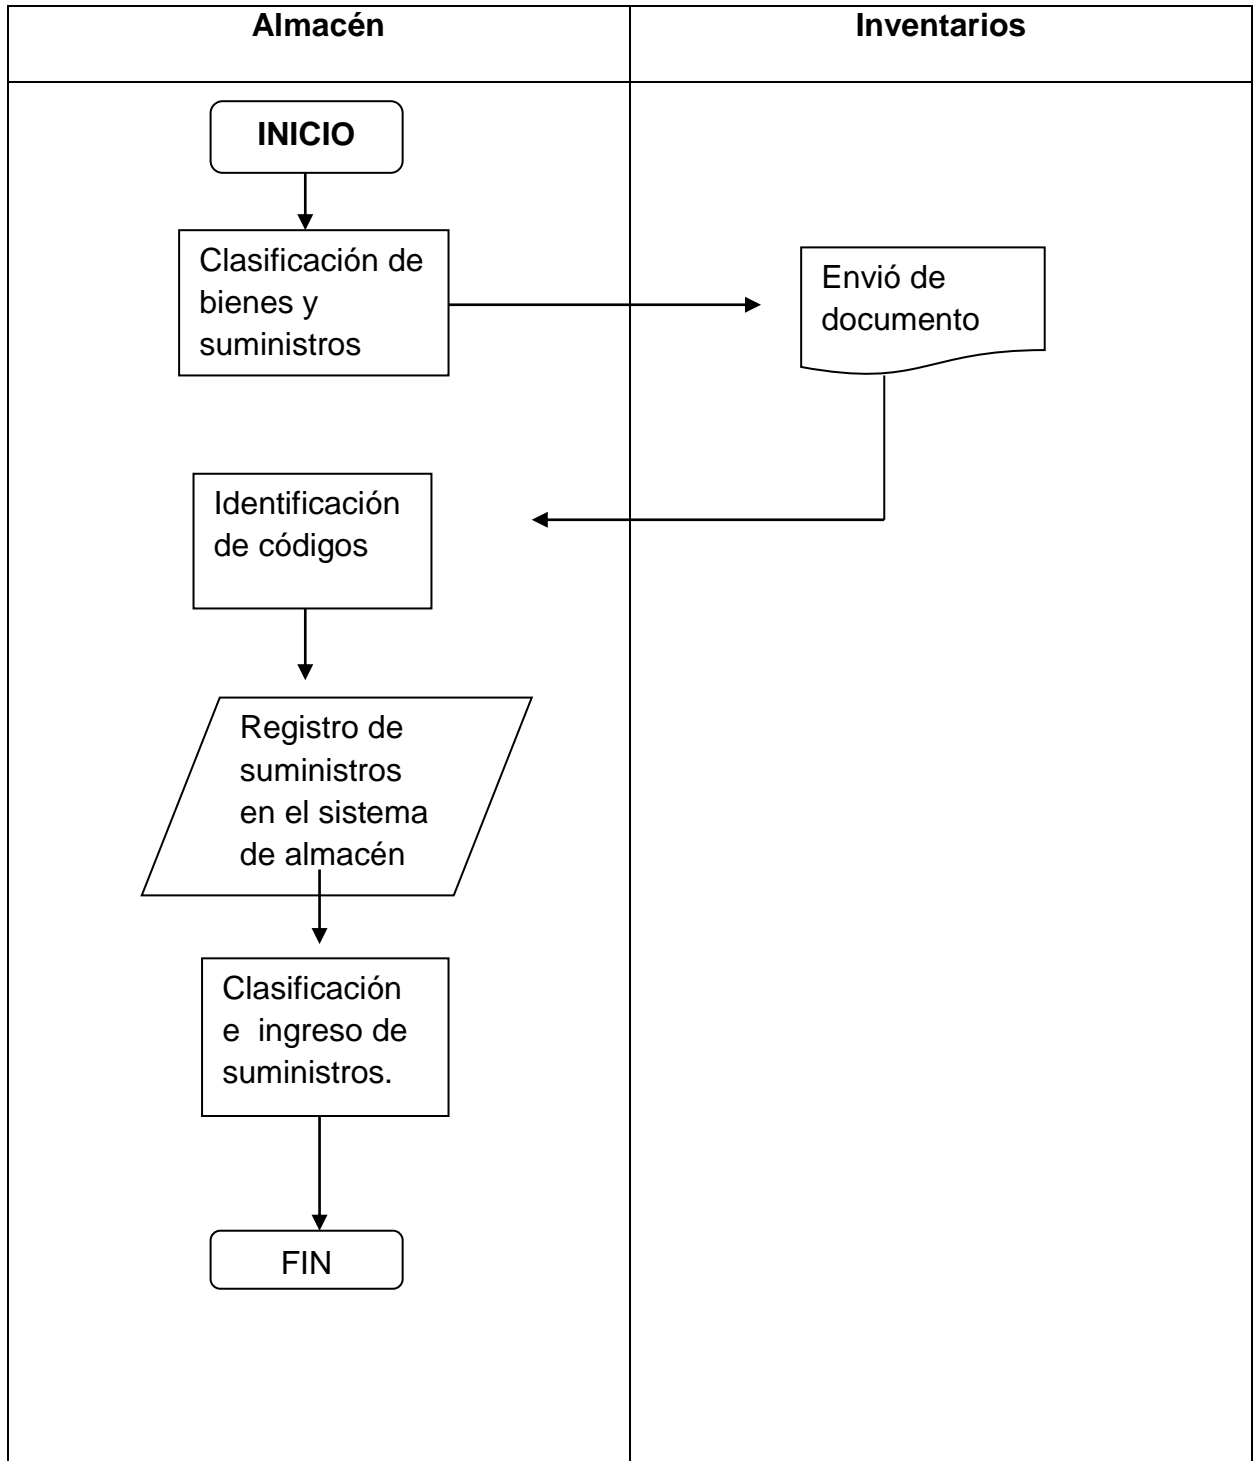 Almacén
Inventarios
INICIO
Clasificación de
bienes y
suministros
Envió de
documento
Identificación
de códigos
Registro de
suministros
en el sistema
de almacén
Clasificación
e  ingreso de
suministros.
FIN